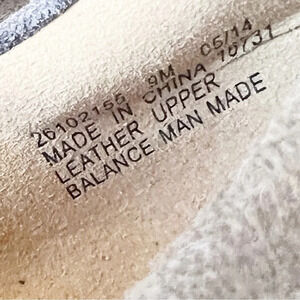 26102155 9M 05/14
MADE IN CHINA 10/31
LEATHER UPPER
BALANCE MAN MADE